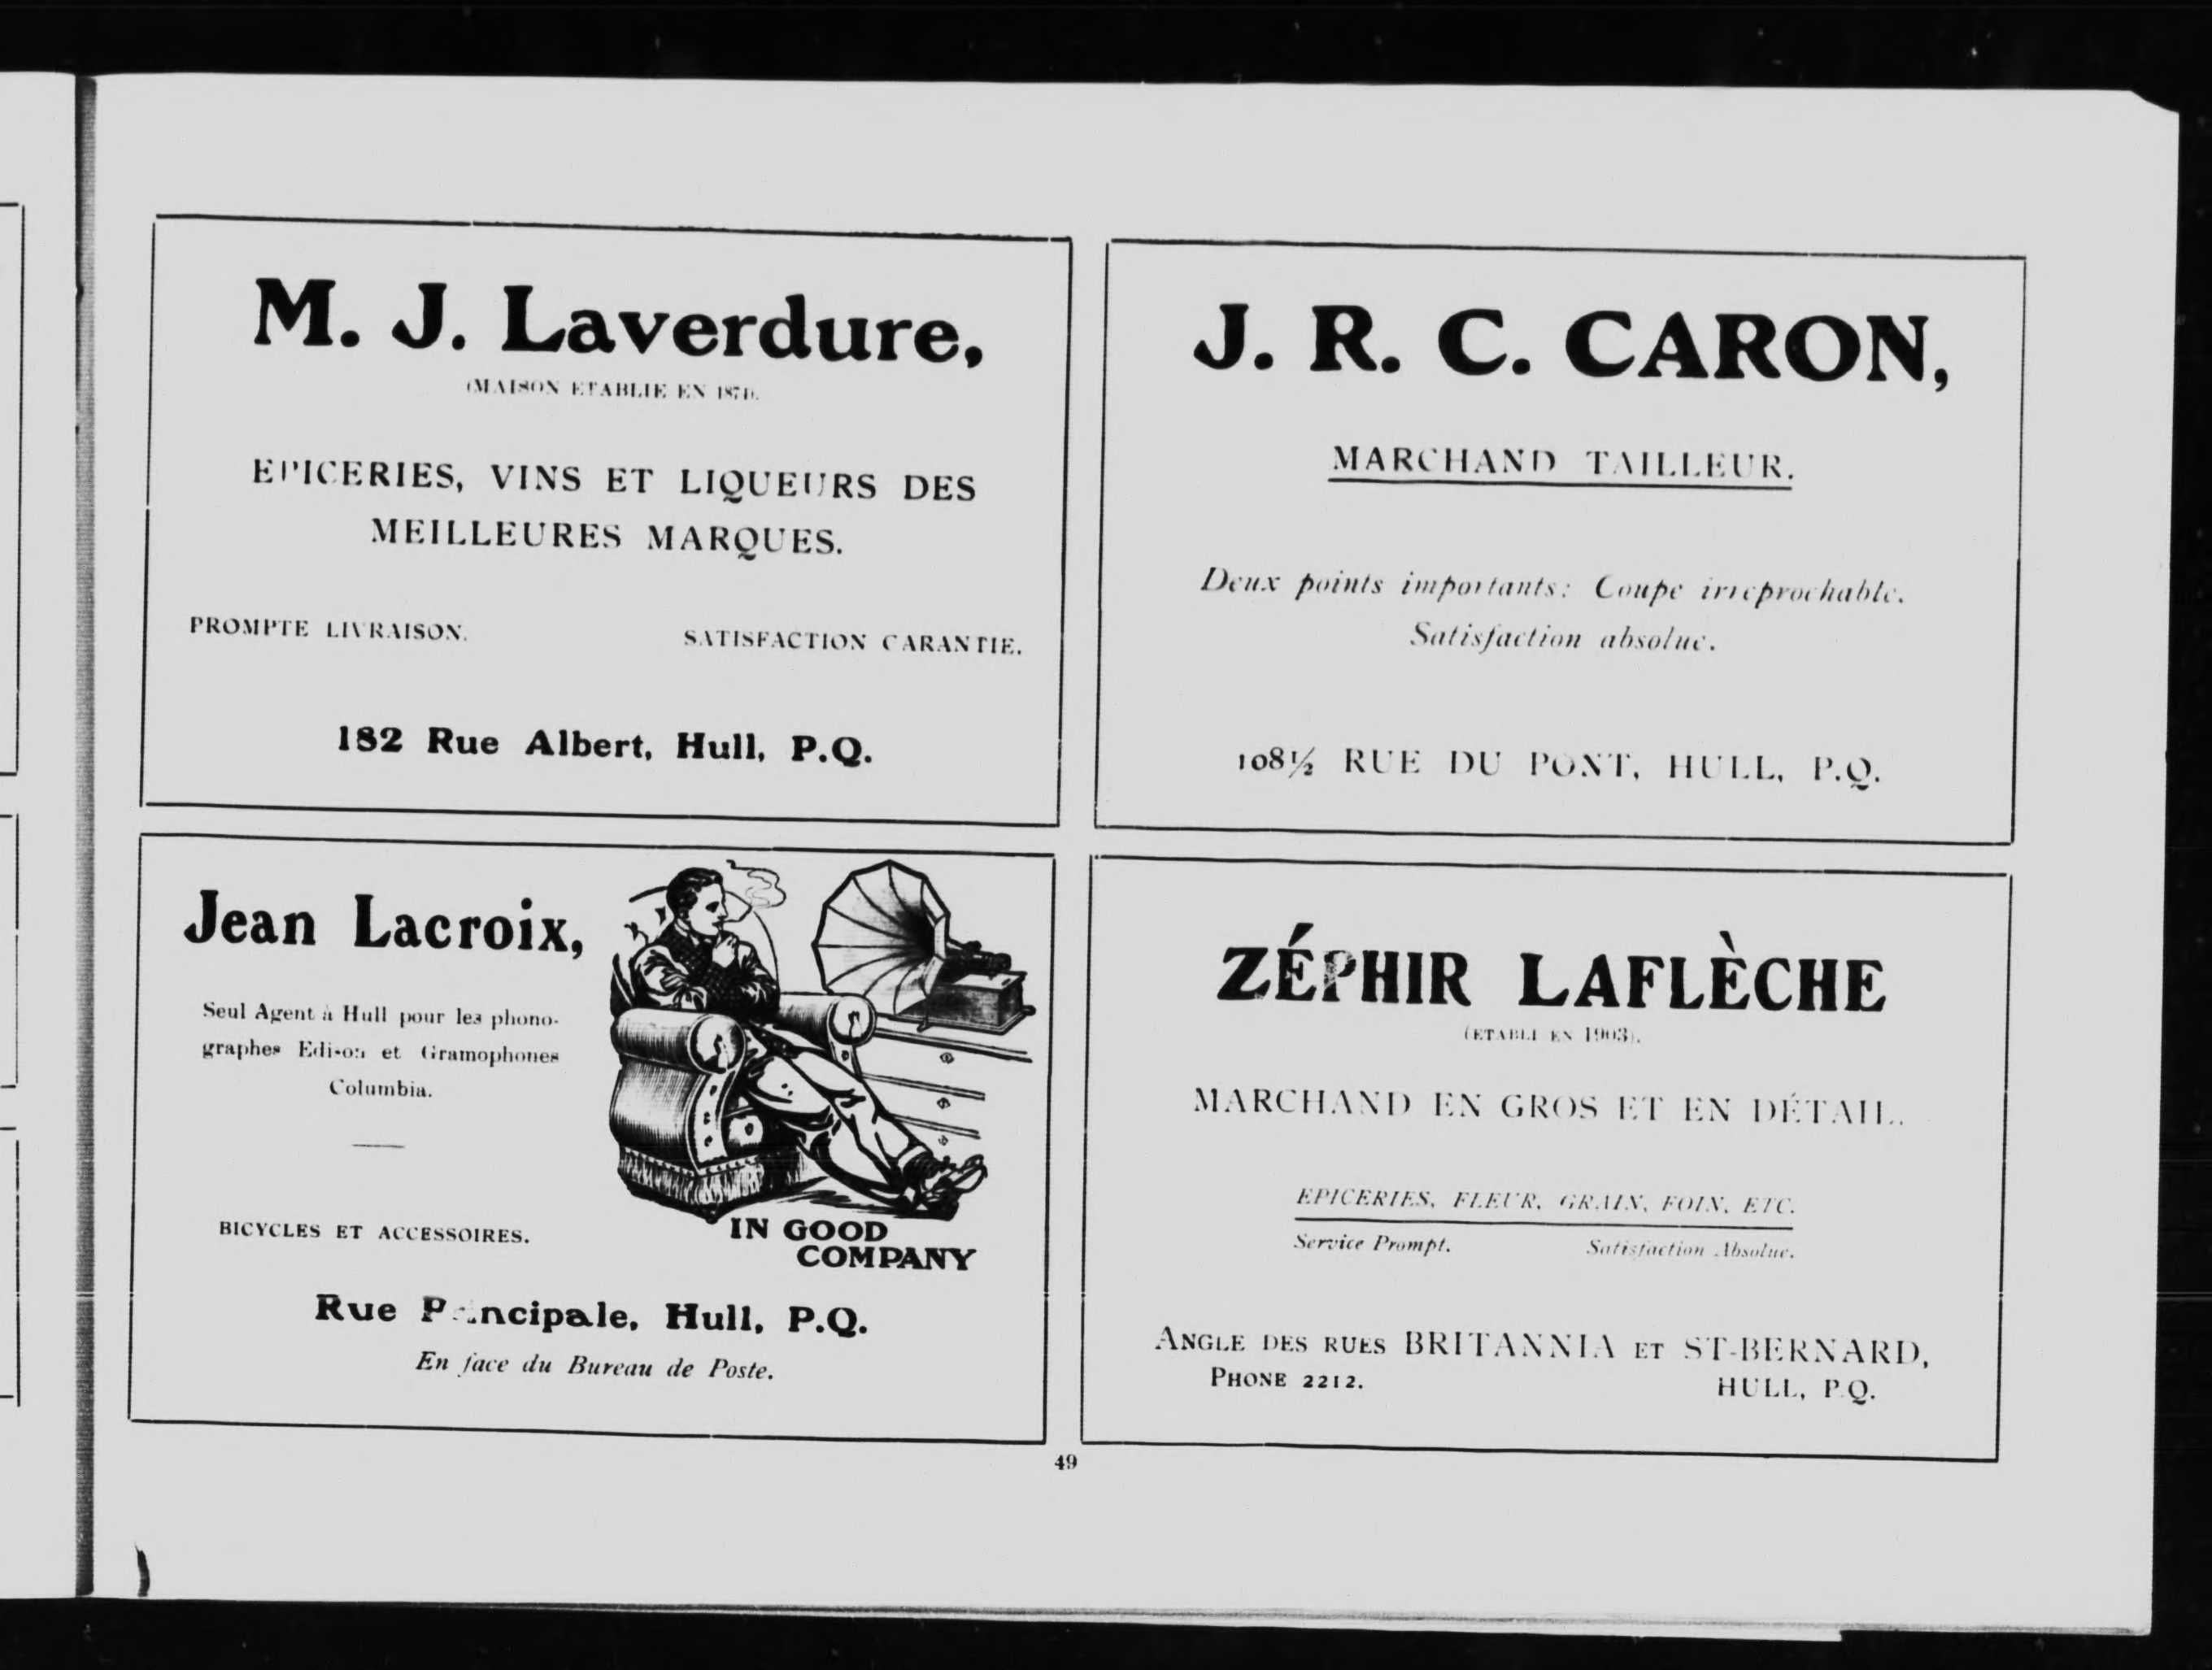 M. J. Laverdure,
(MAISON ETABLIE EN 1871).
EPICERIES, VINS ET LIQUEURS DES
MEILLEURES MARQUES.
PROMPTE LIVRAISON. SATISFACTION GARANTIE.
182 Rue Albert, Hull, P.Q.
J. R. C. CARON,
MARCHAND TAILLEUR.
Deux points importants: Coupe irreprochable.
Satisfaction absolue.
108½ RUE DU PONT, HULL, P.Q.
Jean Lacroix,
Seul Agent à Hull pour les phono-
graphes Edison et Gramophones
Columbia.
BICYCLES ET ACCESSOIRES.
IN GOOD
COMPANY
Rue Principale, Hull, P.Q.
En face du Bureau de Poste.
ZÉPHIR LAFLÈCHE
(ETABLI EN 1903).
MARCHAND EN GROS ET EN DÉTAIL.
EPICERIES, FLEUR, GRAIN, FOIN, ETC.
Service Prompt. Satisfaction Absolue.
ANGLE DES RUES BRITANNIA ET ST-BERNARD,
PHONE 2212. HULL, P.Q.
49